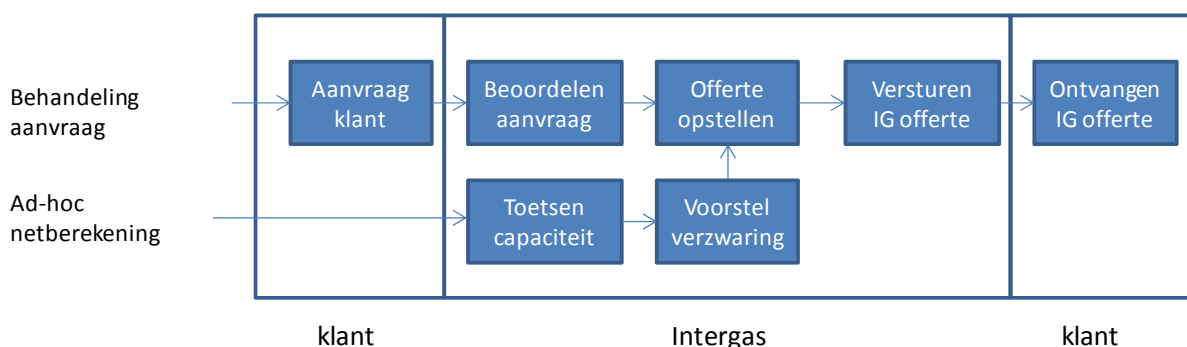 Behandeling
aanvraag
Aanvraag
klant
Beoordelen
aanvraag
Offerte
opstellen
Versturen
IG offerte
Ontvangen
IG offerte
Ad-hoc
netberekening
Toetsen
capaciteit
Voorstel
verzwaring
klant
Intergas
klant